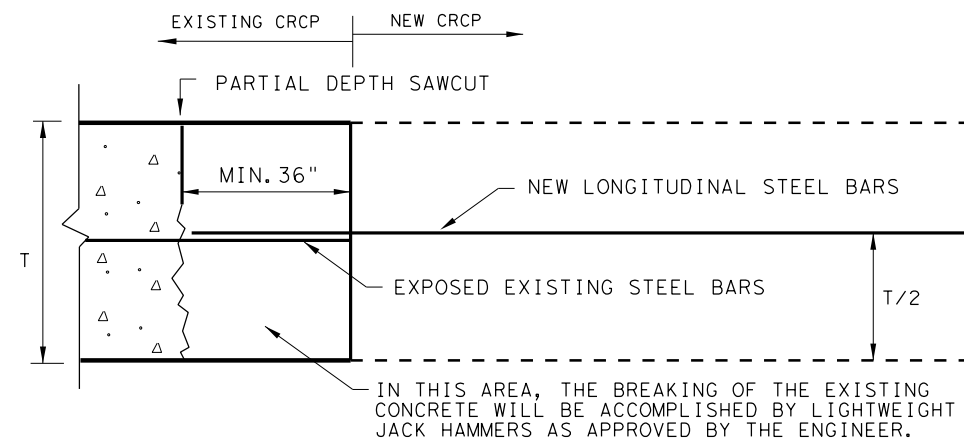 EXISTING CRCP
NEW CRCP
PARTIAL DEPTH SAWCUT
MIN. 36"
NEW LONGITUDINAL STEEL BARS
T
EXPOSED EXISTING STEEL BARS
T/2
IN THIS AREA, THE BREAKING OF THE EXISTING
CONCRETE WILL BE ACCOMPLISHED BY LIGHTWEIGHT
JACK HAMMERS AS APPROVED BY THE ENGINEER.